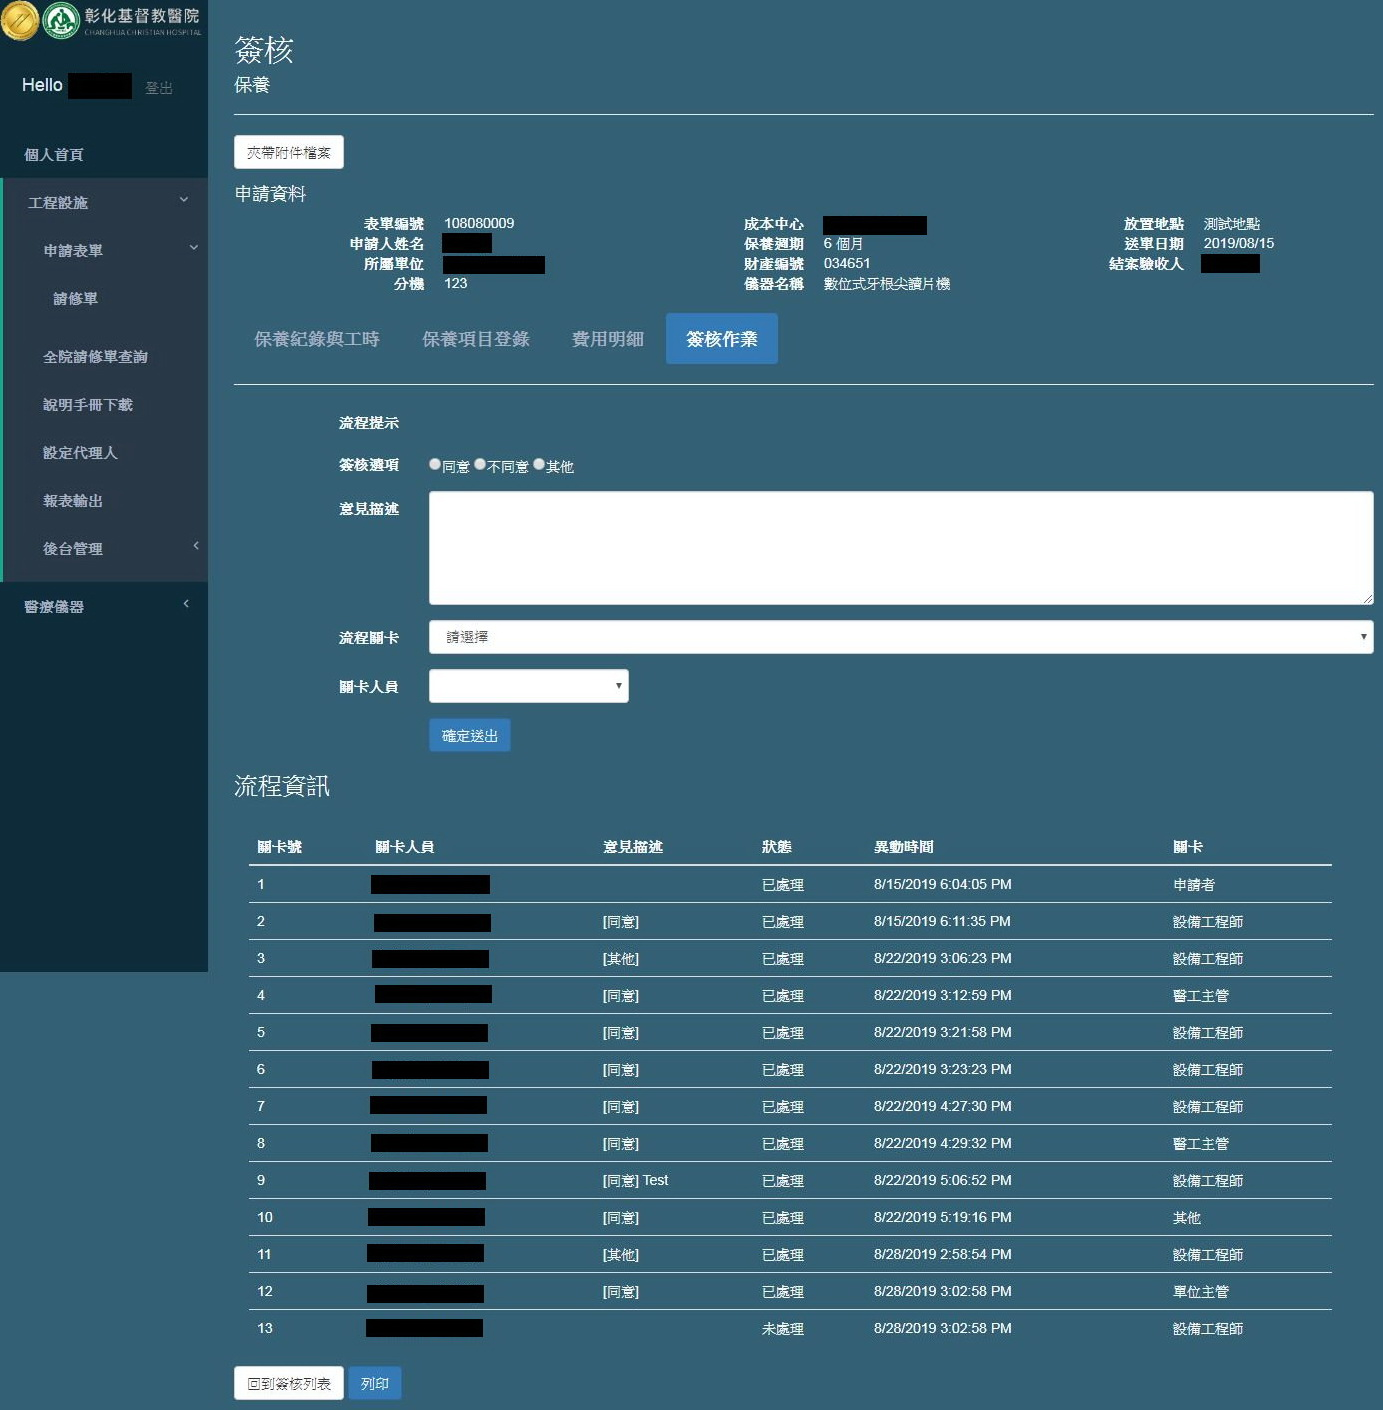 彰化基督教醫院
CHANGHUA CHRISTIAN HOSPITAL
Hello 登出
個人首頁
工程設施
申請表單
請修單
全院請修單查詢
說明手冊下載
設定代理人
報表輸出
後台管理
醫療儀器
簽核
保養
夾帶附件檔案
申請資料
表單編號 108080009 成本中心 放置地點 測試地點
申請人姓名 保養週期 6 個月 送單日期 2019/08/15
所屬單位 財產編號 034651 結案驗收人
分機 123 儀器名稱 數位式牙根尖讀片機
保養紀錄與工時 保養項目登錄 費用明細 簽核作業
流程提示
簽核選項 同意 不同意 其他
意見描述
流程關卡 請選擇
關卡人員
確定送出
流程資訊
關卡號 關卡人員 意見描述 狀態 異動時間 關卡
1 已處理 8/15/2019 6:04:05 PM 申請者
2 [同意] 已處理 8/15/2019 6:11:35 PM 設備工程師
3 [其他] 已處理 8/22/2019 3:06:23 PM 設備工程師
4 [同意] 已處理 8/22/2019 3:12:59 PM 醫工主管
5 [同意] 已處理 8/22/2019 3:21:58 PM 設備工程師
6 [同意] 已處理 8/22/2019 3:23:23 PM 設備工程師
7 [同意] 已處理 8/22/2019 4:27:30 PM 設備工程師
8 [同意] 已處理 8/22/2019 4:29:32 PM 醫工主管
9 [同意] Test 已處理 8/22/2019 5:06:52 PM 設備工程師
10 [同意] 已處理 8/22/2019 5:19:16 PM 其他
11 [其他] 已處理 8/28/2019 2:58:54 PM 設備工程師
12 [同意] 已處理 8/28/2019 3:02:58 PM 單位主管
13 未處理 8/28/2019 3:02:58 PM 設備工程師
回到簽核列表 列印